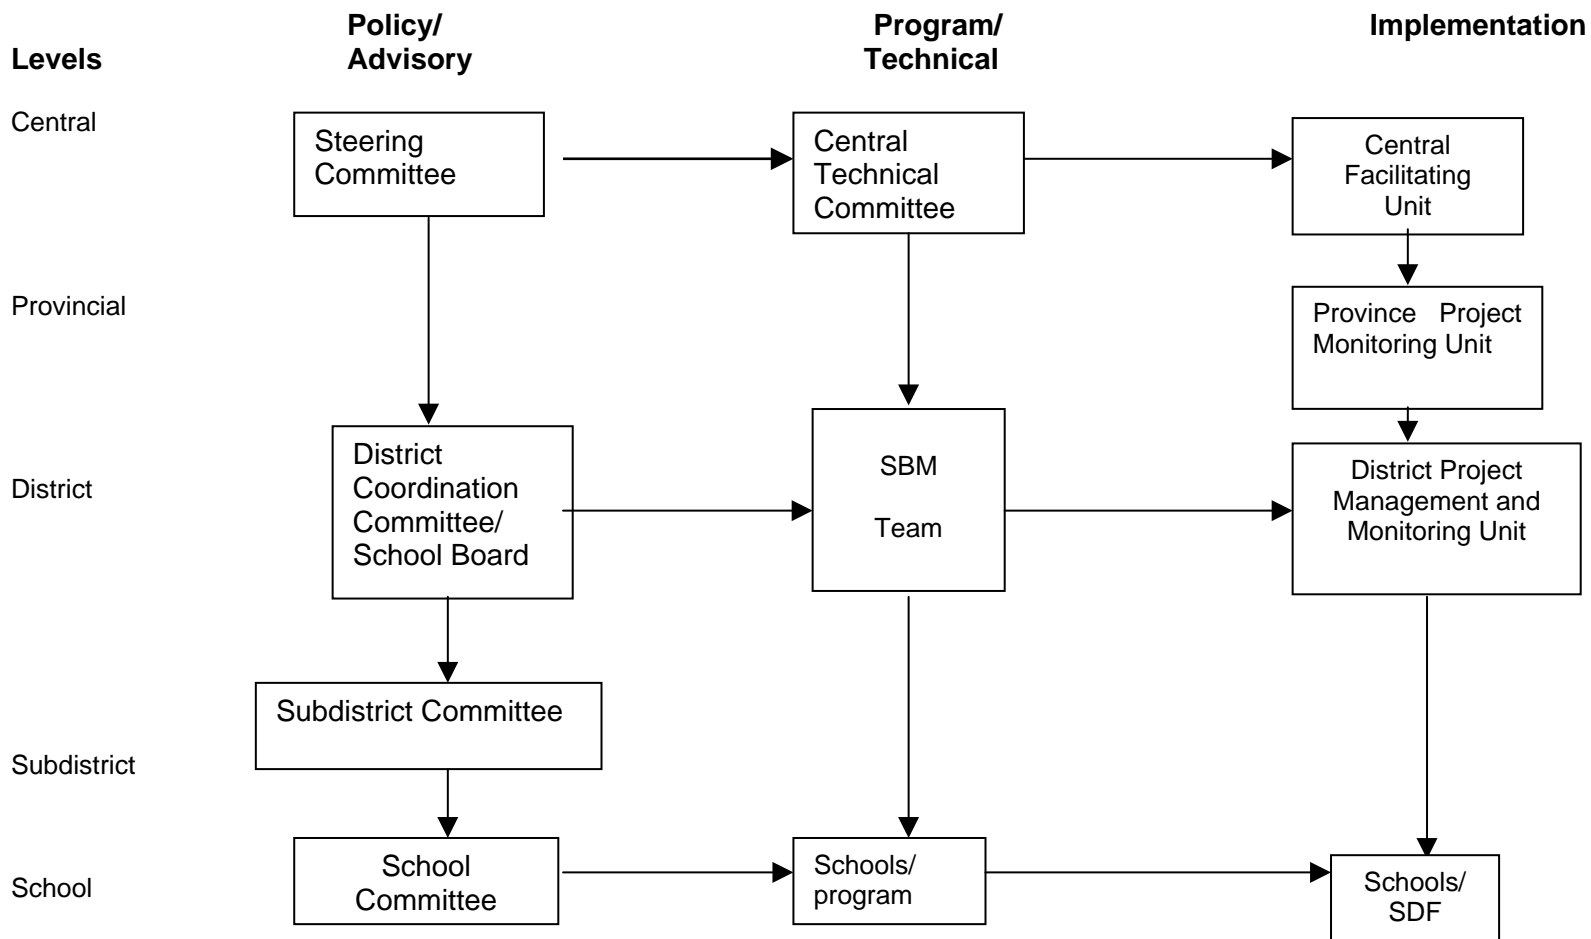 Levels
Policy/
Advisory
Program/
Technical
Implementation
Central
Steering
Committee
Central
Technical
Committee
Central
Facilitating
Unit
Provincial
Province Project
Monitoring Unit
District
District
Coordination
Committee/
School Board
SBM
Team
District Project
Management and
Monitoring Unit
Subdistrict Committee
Subdistrict
School
School
Committee
Schools/
program
Schools/
SDF